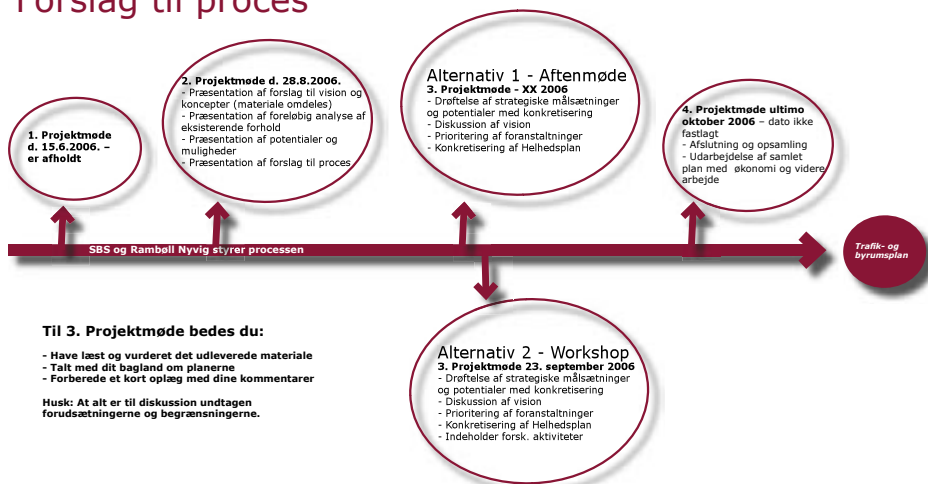 Forslag til proces
1. Projektmøde
d. 15.6.2006. –
er afholdt
2. Projektmøde d. 28.8.2006.
- Præsentation af forslag til vision og
koncepter (materiale omdeles)
- Præsentation af foreløbig analyse af
eksisterende forhold
- Præsentation af potentialer og
muligheder
- Præsentation af forslag til proces
Alternativ 1 - Aftenmøde
3. Projektmøde – XX 2006
- Drøftelse af strategiske målsætninger
og potentialer med konkretisering
- Diskussion af vision
- Prioritering af foranstaltninger
- Konkretisering af Helhedsplan
4. Projektmøde ultimo
oktober 2006 – dato ikke
fastlagt
- Afslutning og opsamling
- Udarbejdelse af samlet
plan med økonomi og videre
arbejde
SBS og Rambøll Nyvig styrer processen
Trafik- og
byrumsplan
Til 3. Projektmøde bedes du:
- Have læst og vurderet det udleverede materiale
- Talt med dit bagland om planerne
- Forberede et kort oplæg med dine kommentarer
Husk: At alt er til diskussion undtagen
forudsætningerne og begrænsningerne.
Alternativ 2 - Workshop
3. Projektmøde 23. september 2006
- Drøftelse af strategiske målsætninger
og potentialer med konkretisering
- Diskussion af vision
- Prioritering af foranstaltninger
- Konkretisering af Helhedsplan
- Indeholder forsk. aktiviteter